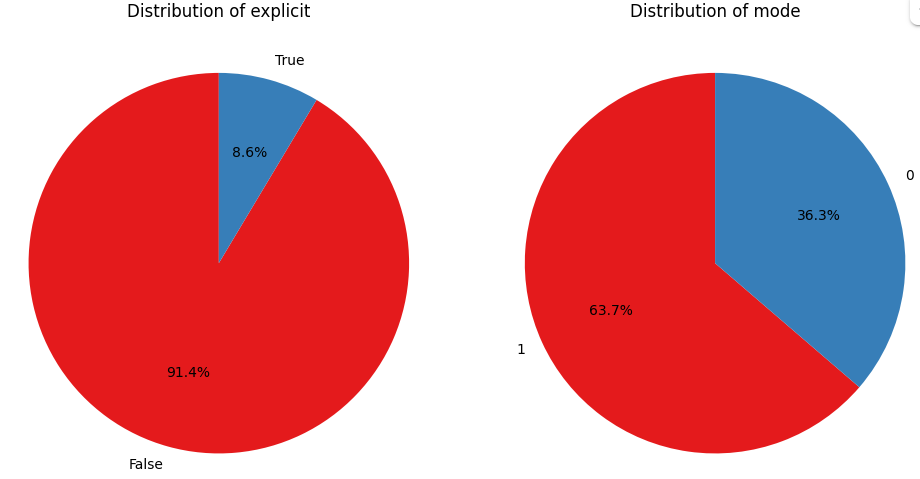 Distribution of explicit
True
8.6%
91.4%
False
Distribution of mode
0
36.3%
63.7%
1